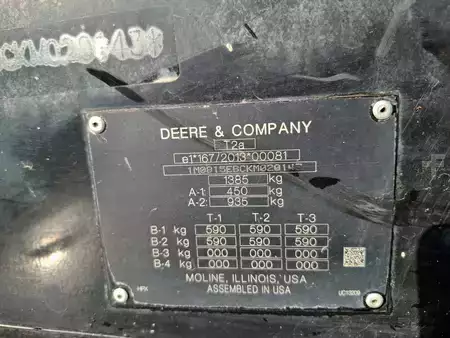 DEERE & COMPANY
T2a
e1*167/2013*00081
1385 kg
A-1: 450 kg
A-2: 935 kg
T-1 T-2 T-3
B-1 kg 590 590 590
B-2 kg 590 590 590
B-3 kg 000 000 000
B-4 kg 000 000 000
MOLINE, ILLINOIS, USA
HPX ASSEMBLED IN USA